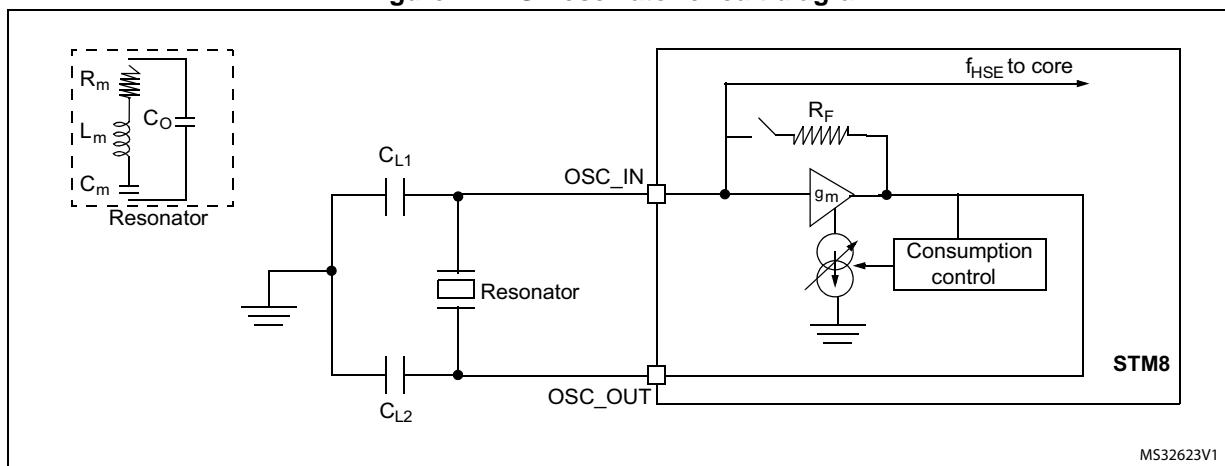 fHSE to core
Rm
RF
CO
Lm
CL1
OSC_IN
gm
Cm
Resonator
Consumption
control
Resonator
STM8
OSC_OUT
CL2
MS32623V1